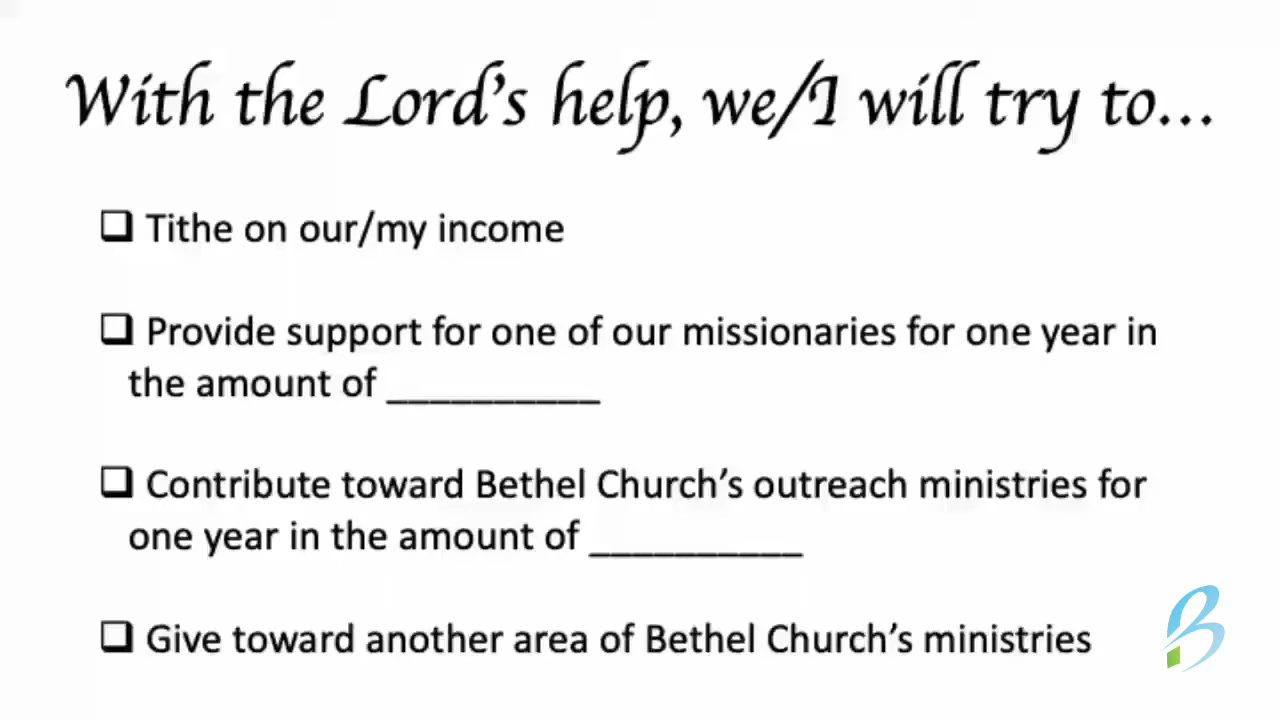 With the Lord's help, we/I will try to...
❑ Tithe on our/my income
❑ Provide support for one of our missionaries for one year in
the amount of __________
❑ Contribute toward Bethel Church's outreach ministries for
one year in the amount of __________
❑ Give toward another area of Bethel Church's ministries
B